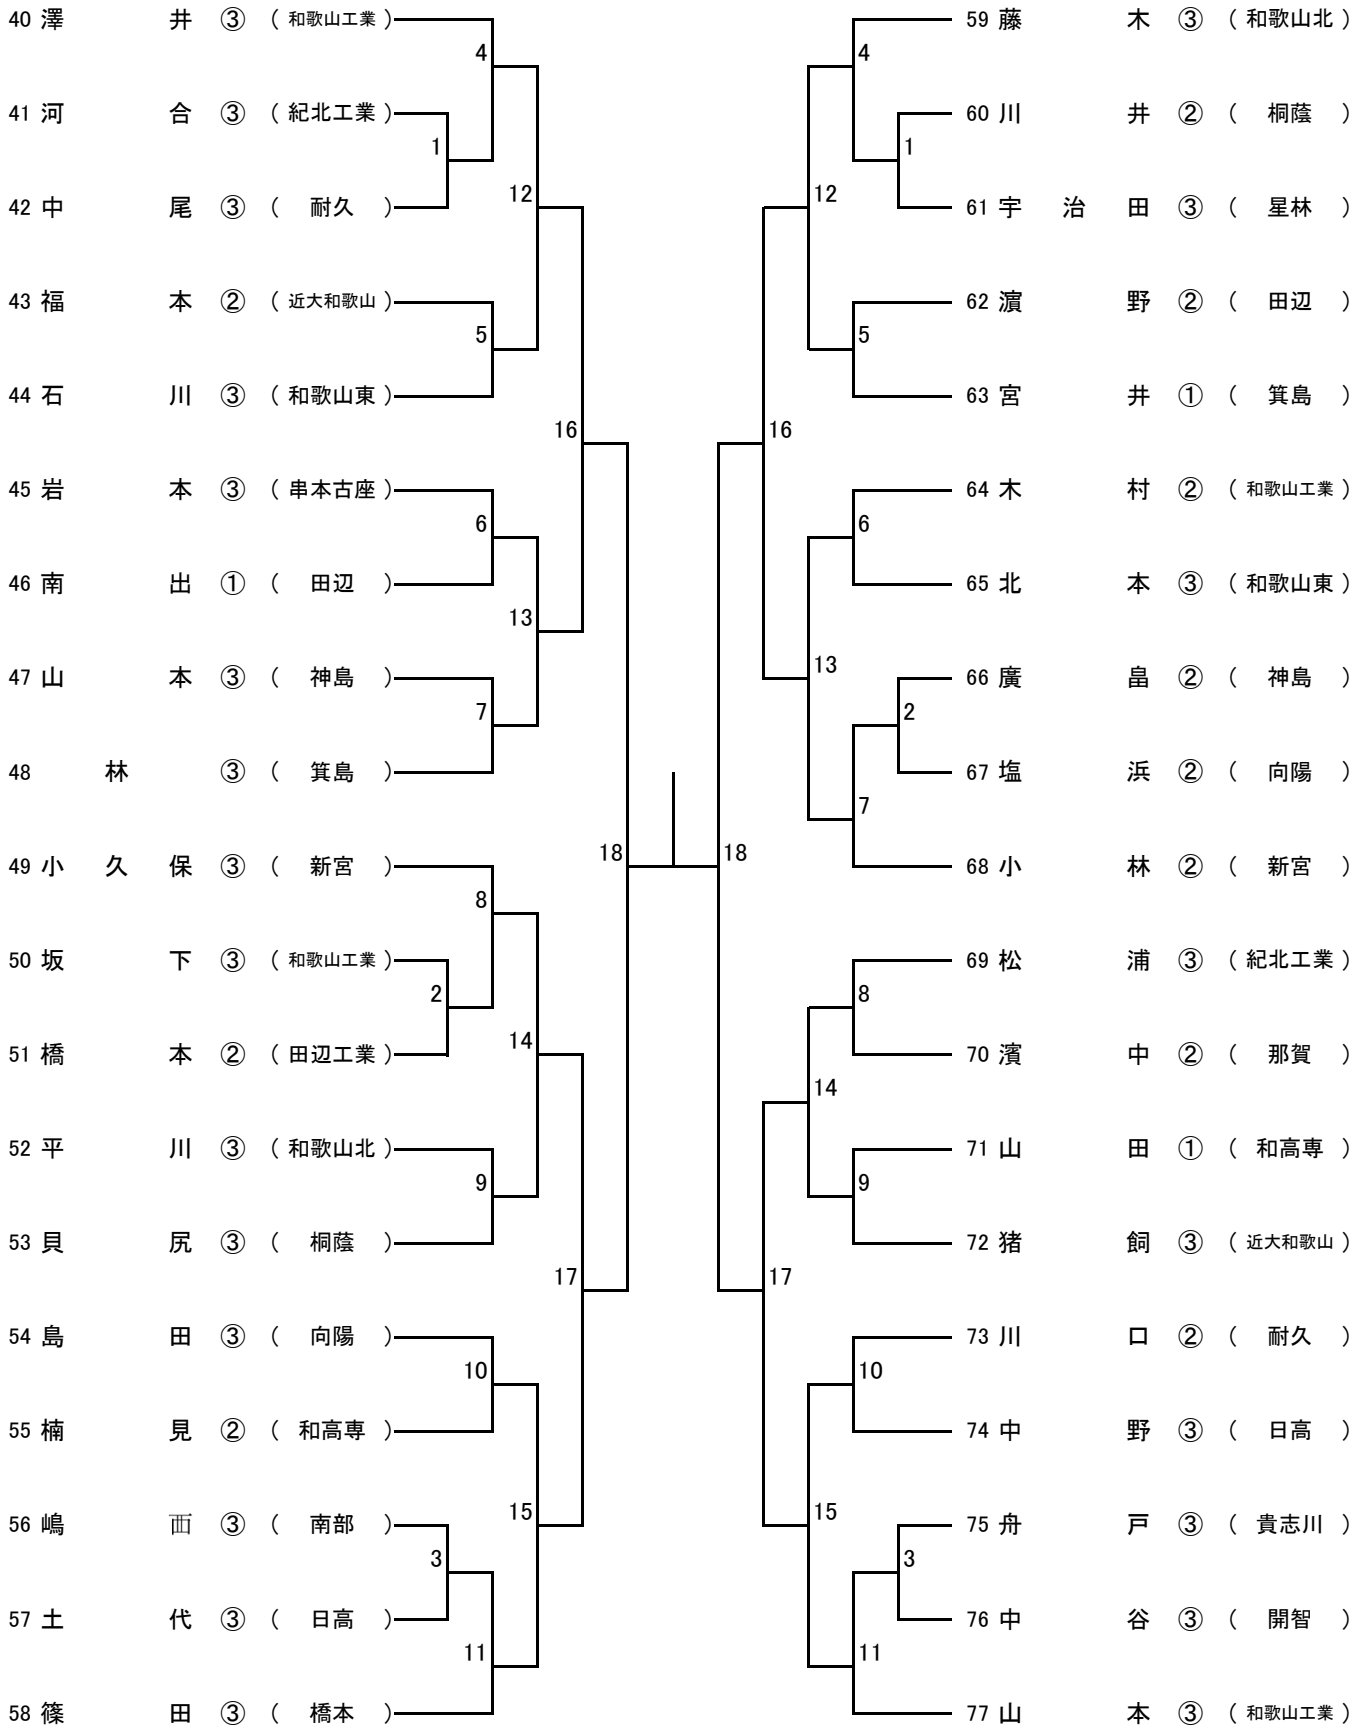 40 澤 井 ③ （ 和歌山工業 ）
4
41 河 合 ③ （ 紀北工業 ）
1
42 中 尾 ③ （ 耐久 ）
12
43 福 本 ② （ 近大和歌山 ）
5
44 石 川 ③ （ 和歌山東 ）
16
45 岩 本 ③ （ 串本古座 ）
6
46 南 出 ① （ 田辺 ）
13
47 山 本 ③ （ 神島 ）
7
48 林 ③ （ 箕島 ）
18
49 小 久 保 ③ （ 新宮 ）
8
50 坂 下 ③ （ 和歌山工業 ）
2
51 橋 本 ② （ 田辺工業 ）
14
52 平 川 ③ （ 和歌山北 ）
9
53 貝 尻 ③ （ 桐蔭 ）
17
54 島 田 ③ （ 向陽 ）
10
55 楠 見 ② （ 和高専 ）
15
56 嶋 ③ （ 南部 ）
3
57 土 代 ③ （ 日高 ）
11
58 篠 田 ③ （ 橋本 ）
59 藤 木 ③ （ 和歌山北 ）
4
60 川 井 ② （ 桐蔭 ）
1
61 宇 治 田 ③ （ 星林 ）
12
62 濵 野 ② （ 田辺 ）
5
63 宮 井 ① （ 箕島 ）
16
64 木 村 ② （ 和歌山工業 ）
6
65 北 本 ③ （ 和歌山東 ）
13
66 廣 畠 ② （ 神島 ）
2
67 塩 浜 ② （ 向陽 ）
7
68 小 林 ② （ 新宮 ）
18
69 松 浦 ③ （ 紀北工業 ）
8
70 濱 中 ② （ 那賀 ）
14
71 山 田 ① （ 和高専 ）
9
72 猪 飼 ③ （ 近大和歌山 ）
17
73 川 口 ② （ 耐久 ）
10
74 中 野 ③ （ 日高 ）
15
75 舟 戸 ③ （ 貴志川 ）
3
76 中 谷 ③ （ 開智 ）
11
77 山 本 ③ （ 和歌山工業 ）